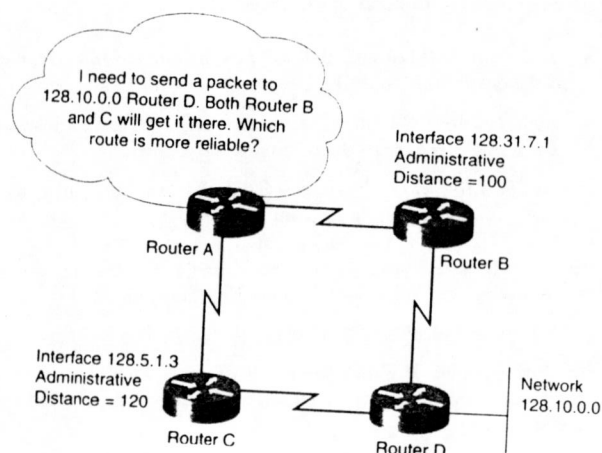 I need to send a packet to
128.10.0.0 Router D. Both Router B
and C will get it there. Which
route is more reliable?
Interface 128.31.7.1
Administrative
Distance =100
Router A
Router B
Interface 128.5.1.3
Administrative
Distance = 120
Network
128.10.0.0
Router C
Router D